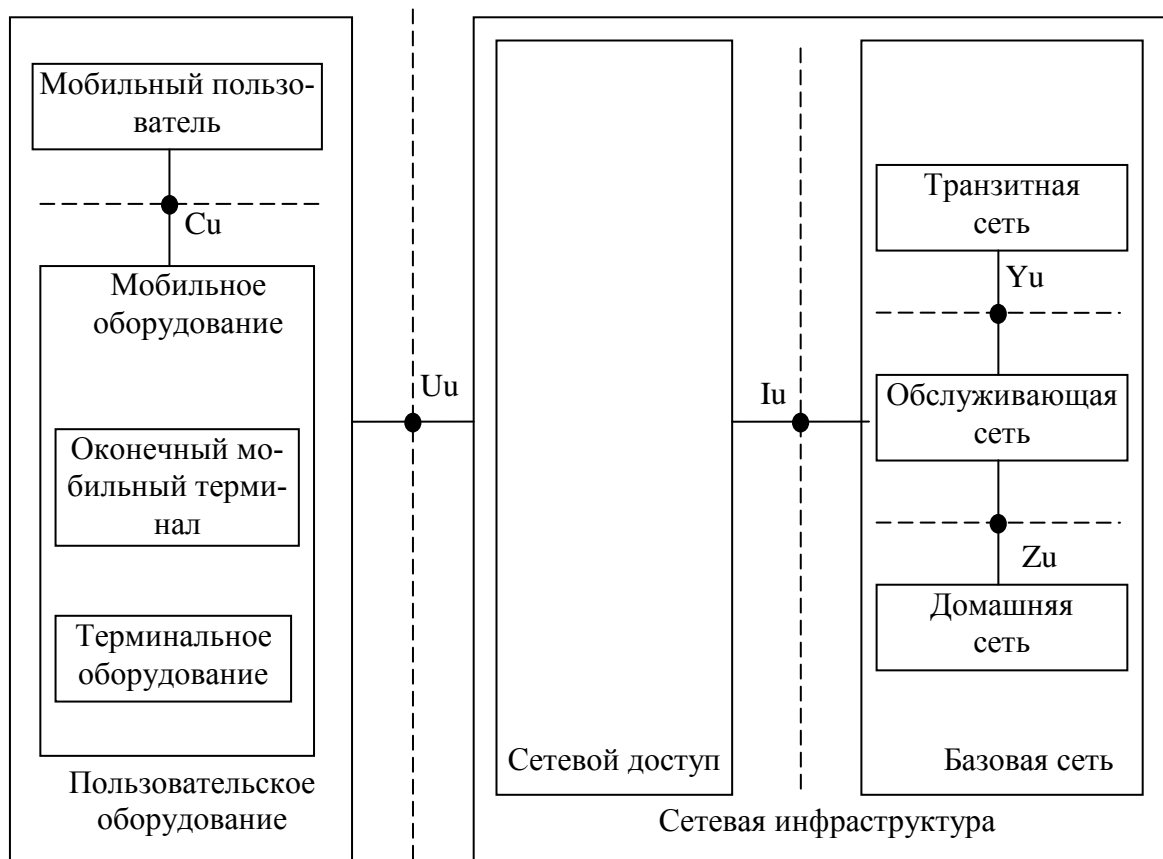 Мобильный пользо-
ватель
Cu
Мобильное
оборудование
Оконечный мо-
бильный терми-
нал
Терминальное
оборудование
Пользовательское
оборудование
Uu
Сетевой доступ
Iu
Транзитная
сеть
Yu
Обслуживающая
сеть
Zu
Домашняя
сеть
Базовая сеть
Сетевая инфраструктура